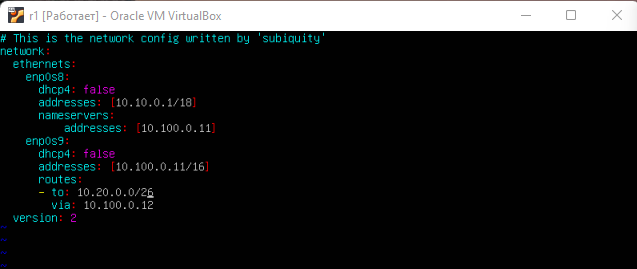 r1 [Работает] - Oracle VM VirtualBox
# This is the network config written by 'subiquity'
network:
  ethernets:
    enp0s8:
      dhcp4: false
      addresses: [10.10.0.1/18]
      nameservers:
          addresses: [10.100.0.11]
    enp0s9:
      dhcp4: false
      addresses: [10.100.0.11/16]
      routes:
      - to: 10.20.0.0/26
        via: 10.100.0.12
  version: 2
~
~
~
~